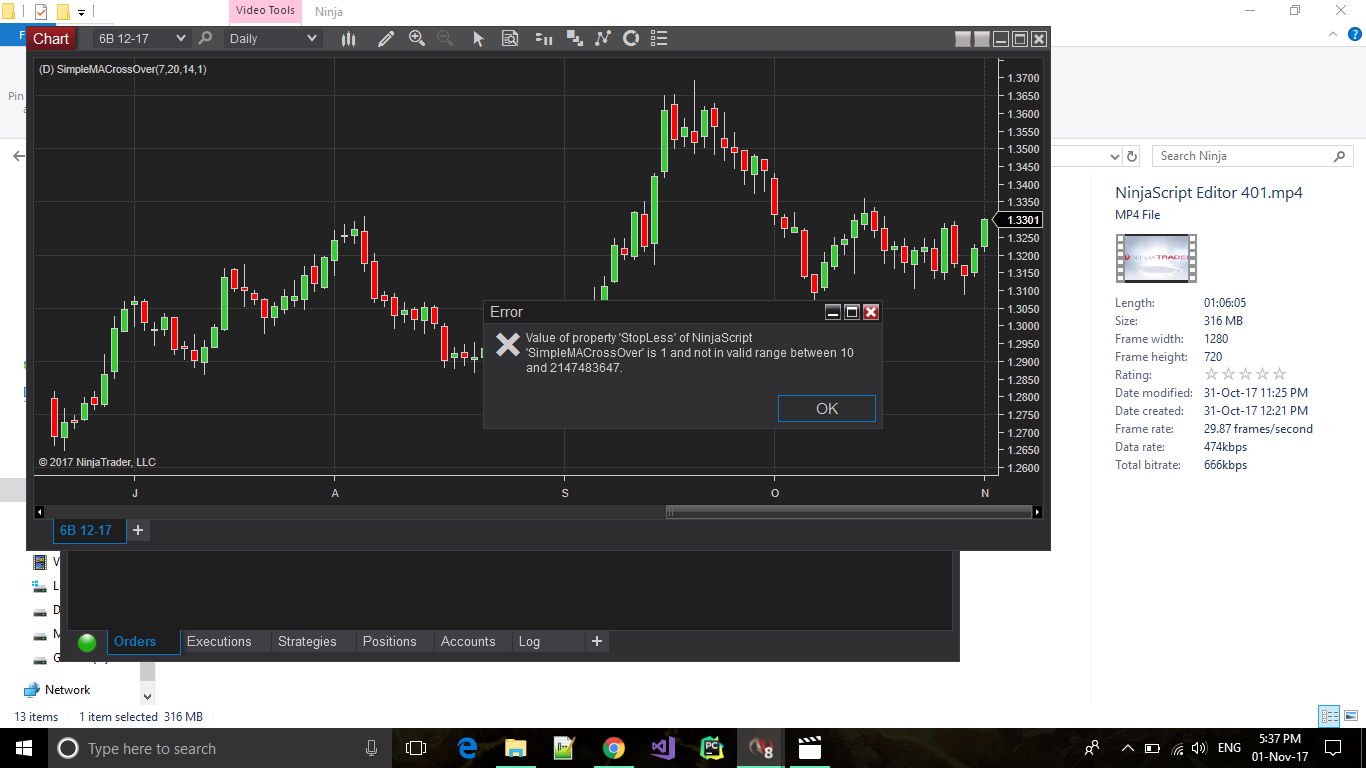 Video Tools
Ninja
F
Chart
6B 12-17
Daily
(D) SimpleMACrossOver(7,20,14,1)
1.3700
1.3650
1.3600
1.3550
1.3500
1.3450
1.3400
1.3350
1.3301
1.3250
1.3200
1.3150
1.3100
1.3050
1.3000
1.2950
1.2900
1.2850
1.2800
1.2750
1.2700
1.2650
1.2600
Pin
Search Ninja
NinjaScript Editor 401.mp4
MP4 File
NINJATRADER
Length: 01:06:05
Size: 316 MB
Frame width: 1280
Frame height: 720
Rating:
Date modified: 31-Oct-17 11:25 PM
Date created: 31-Oct-17 12:21 PM
Frame rate: 29.87 frames/second
Data rate: 474kbps
Total bitrate: 666kbps
Error
Value of property 'StopLess' of NinjaScript
'SimpleMACrossOver' is 1 and not in valid range between 10
and 2147483647.
OK
© 2017 NinjaTrader, LLC
J A S O N
6B 12-17 +
V
L
D
M
G
Orders Executions Strategies Positions Accounts Log +
Network
13 items 1 item selected 316 MB
Type here to search
ENG
5:37 PM
01-Nov-17